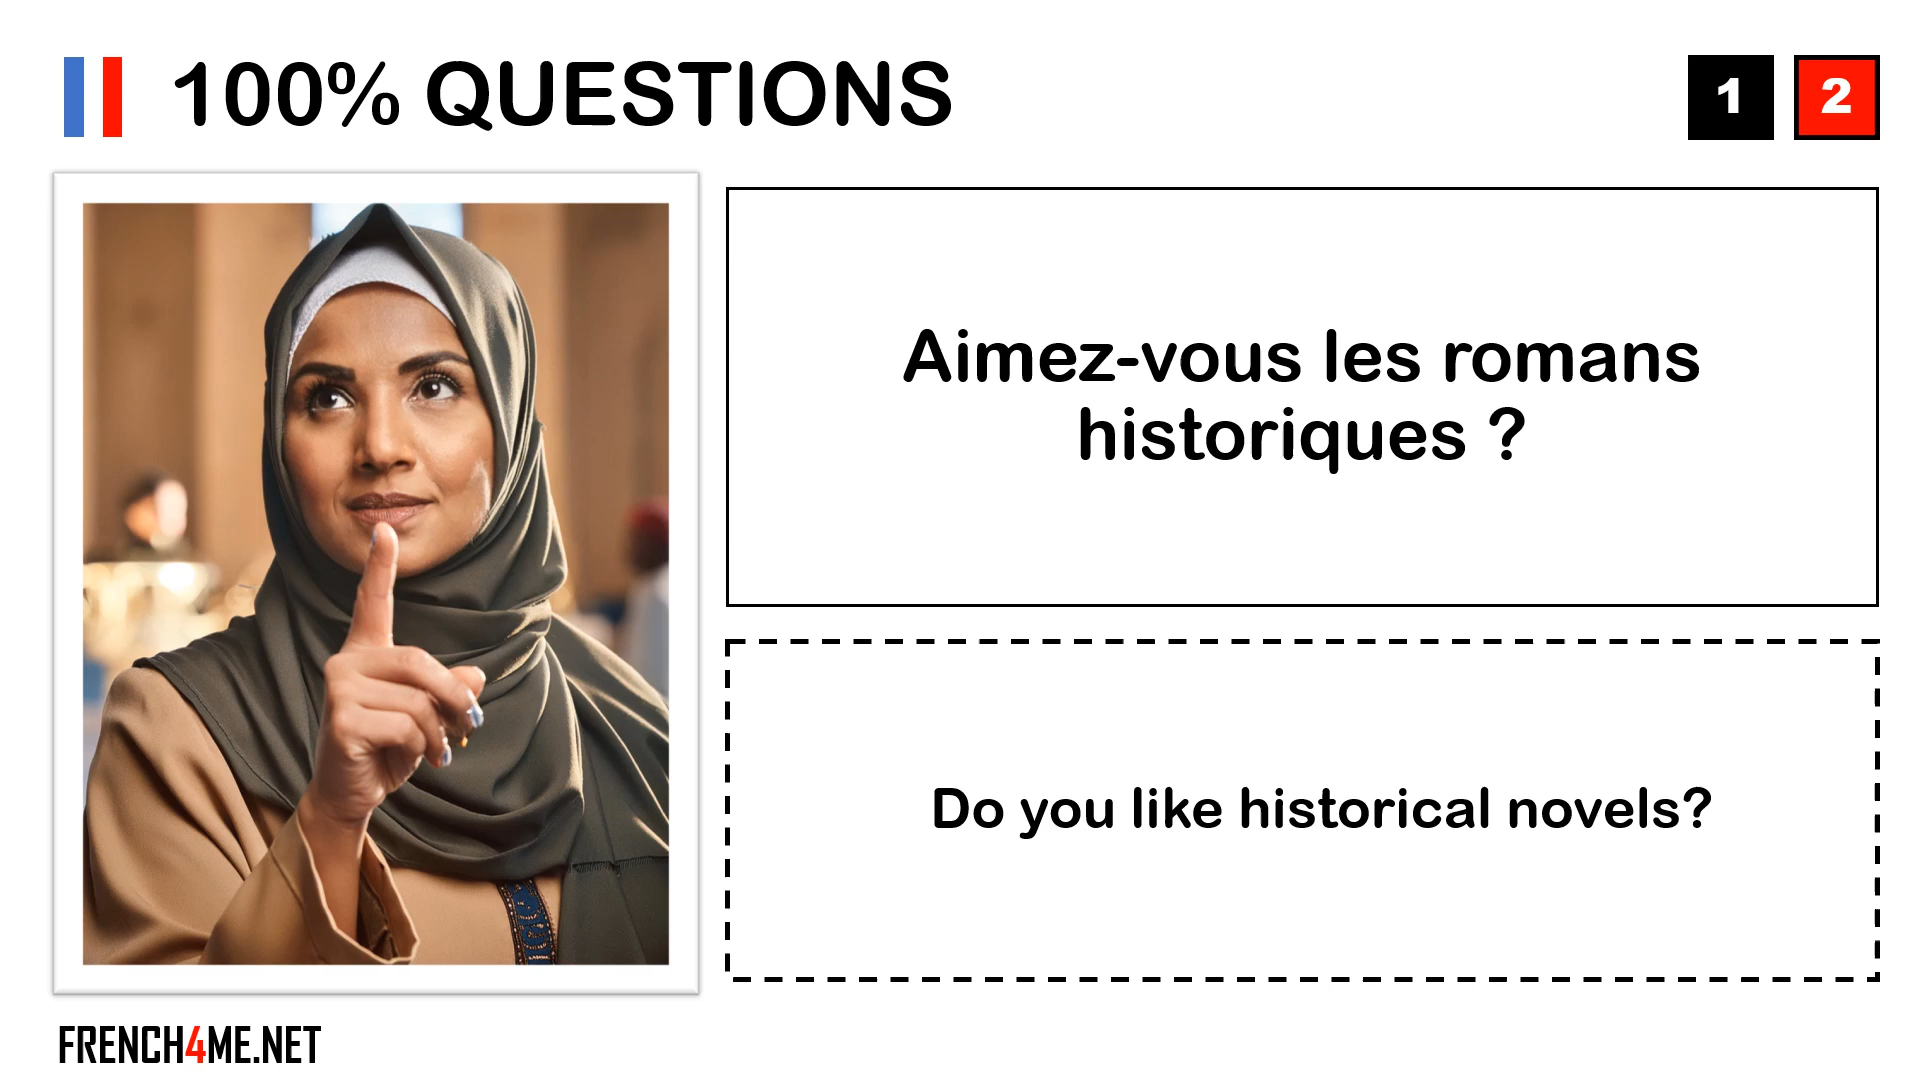 100% QUESTIONS
1 2
Aimez-vous les romans
historiques ?
Do you like historical novels?
FRENCH4ME.NET